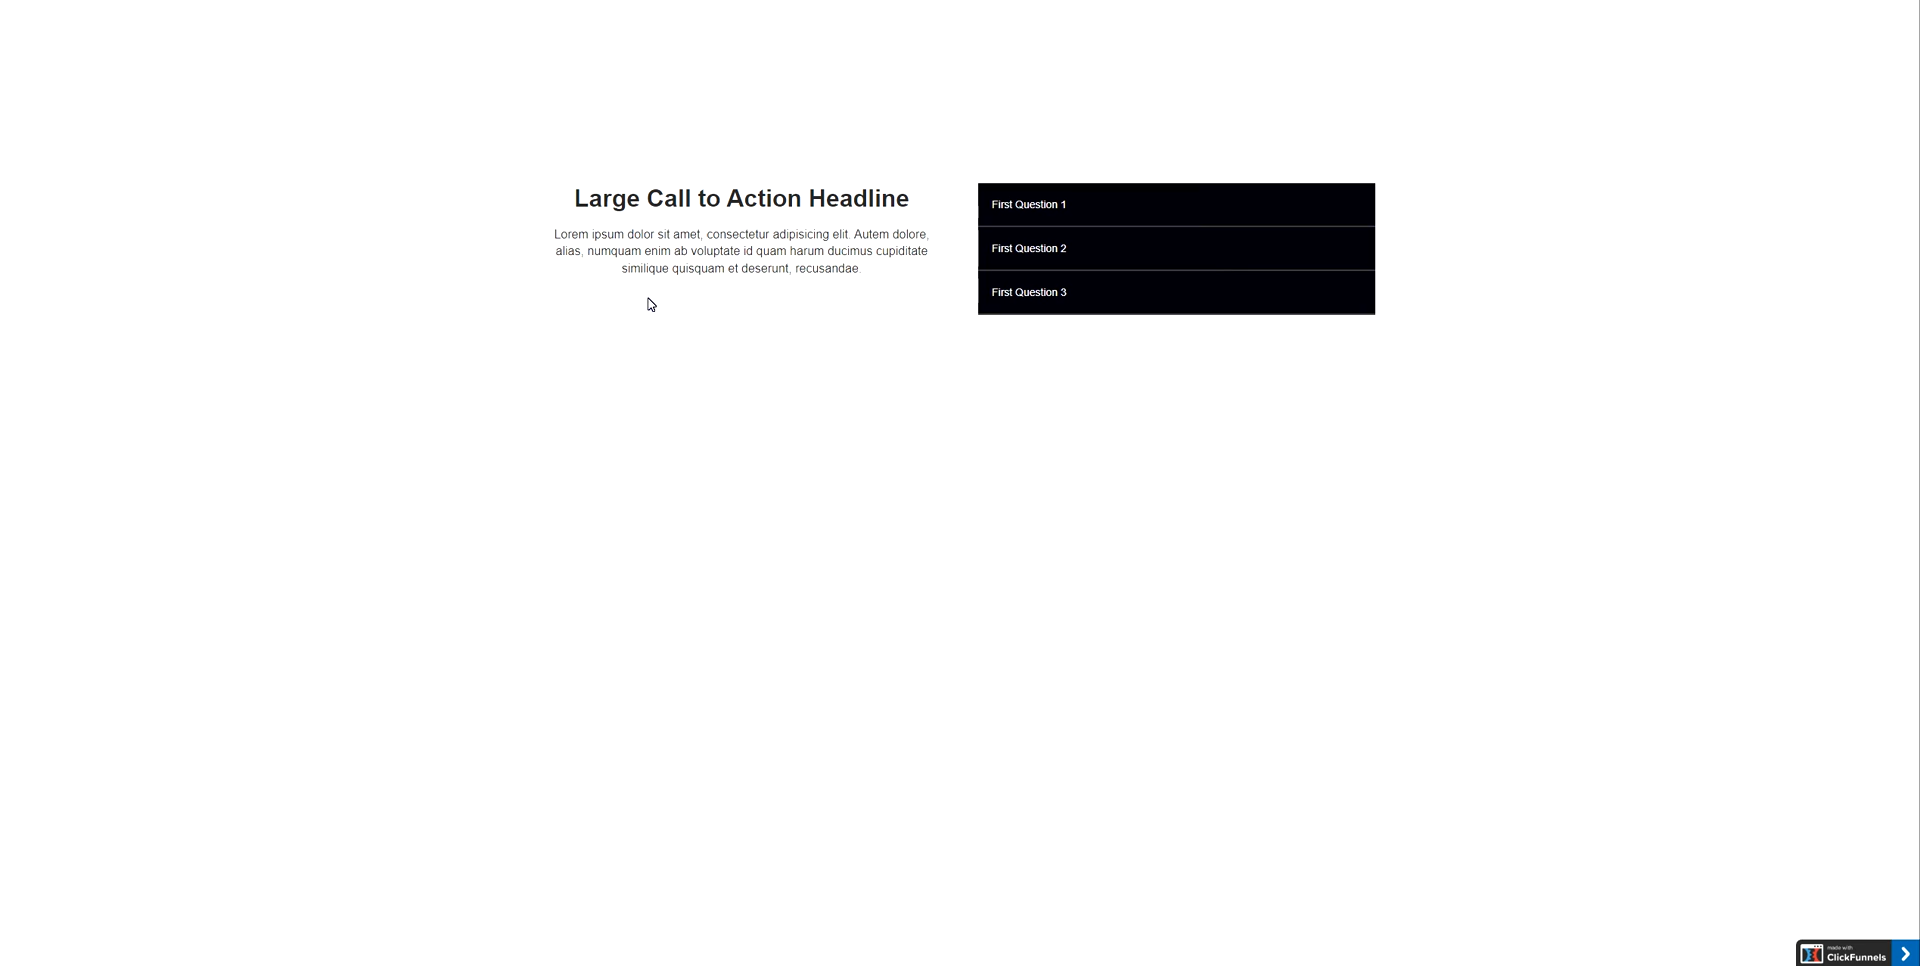 Large Call to Action Headline
Lorem ipsum dolor sit amet, consectetur adipisicing elit. Autem dolore,
alias, numquam enim ab voluptate id quam harum ducimus cupiditate
similique quisquam et deserunt, recusandae.
First Question 1
First Question 2
First Question 3
made with
ClickFunnels